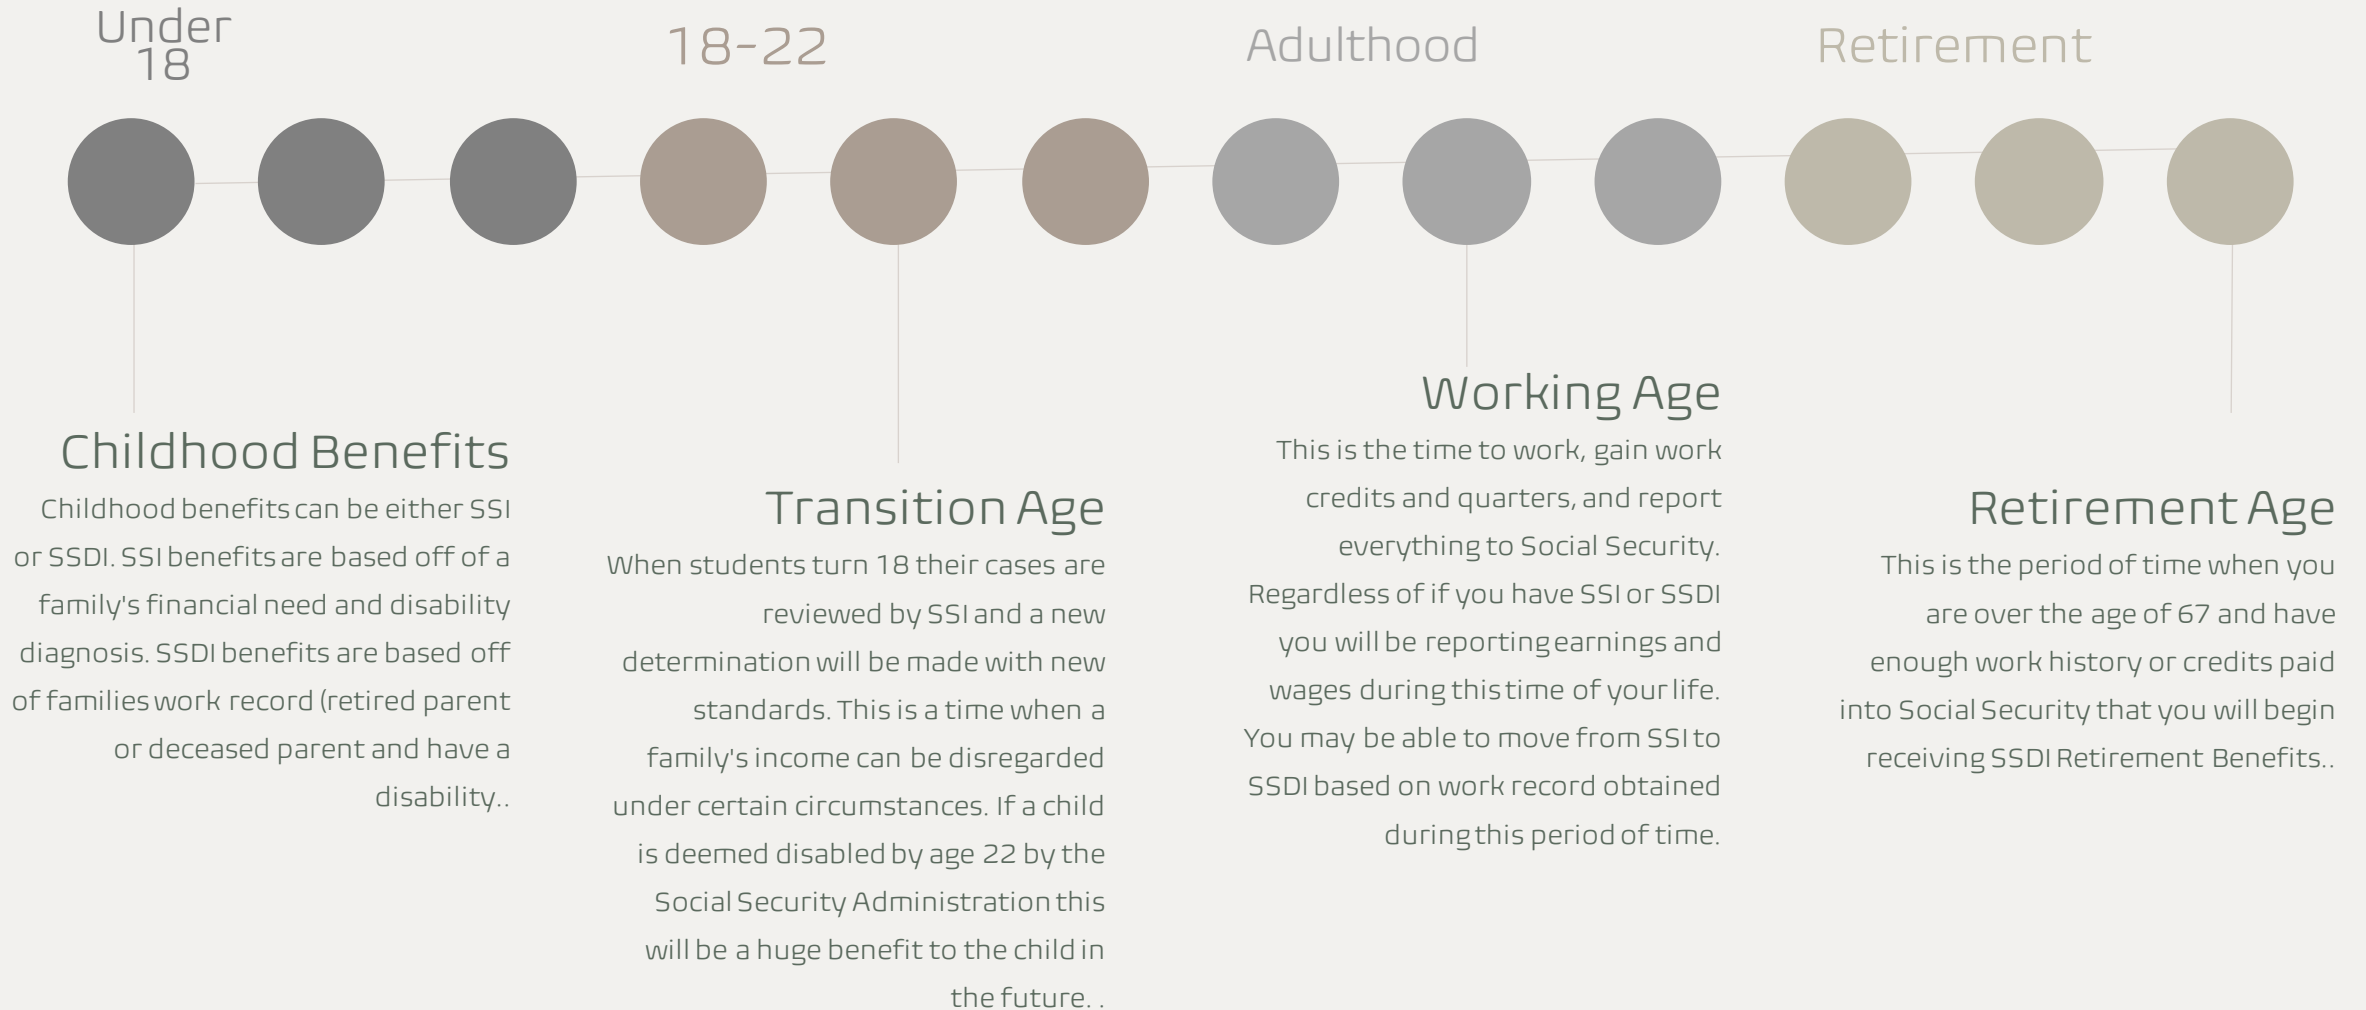 Under
18
18-22
Adulthood
Retirement
Childhood Benefits
Childhood benefits can be either SSI
or SSDI. SSI benefits are based off of a
family's financial need and disability
diagnosis. SSDI benefits are based off
of families work record (retired parent
or deceased parent and have a
disability..
Transition Age
When students turn 18 their cases are
reviewed by SSI and a new
determination will be made with new
standards. This is a time when a
family's income can be disregarded
under certain circumstances. If a child
is deemed disabled by age 22 by the
Social Security Administration this
will be a huge benefit to the child in
the future. .
Working Age
This is the time to work, gain work
credits and quarters, and report
everything to Social Security.
Regardless of if you have SSI or SSDI
you will be reporting earnings and
wages during this time of your life.
You may be able to move from SSI to
SSDI based on work record obtained
during this period of time.
Retirement Age
This is the period of time when you
are over the age of 67 and have
enough work history or credits paid
into Social Security that you will begin
receiving SSDI Retirement Benefits..